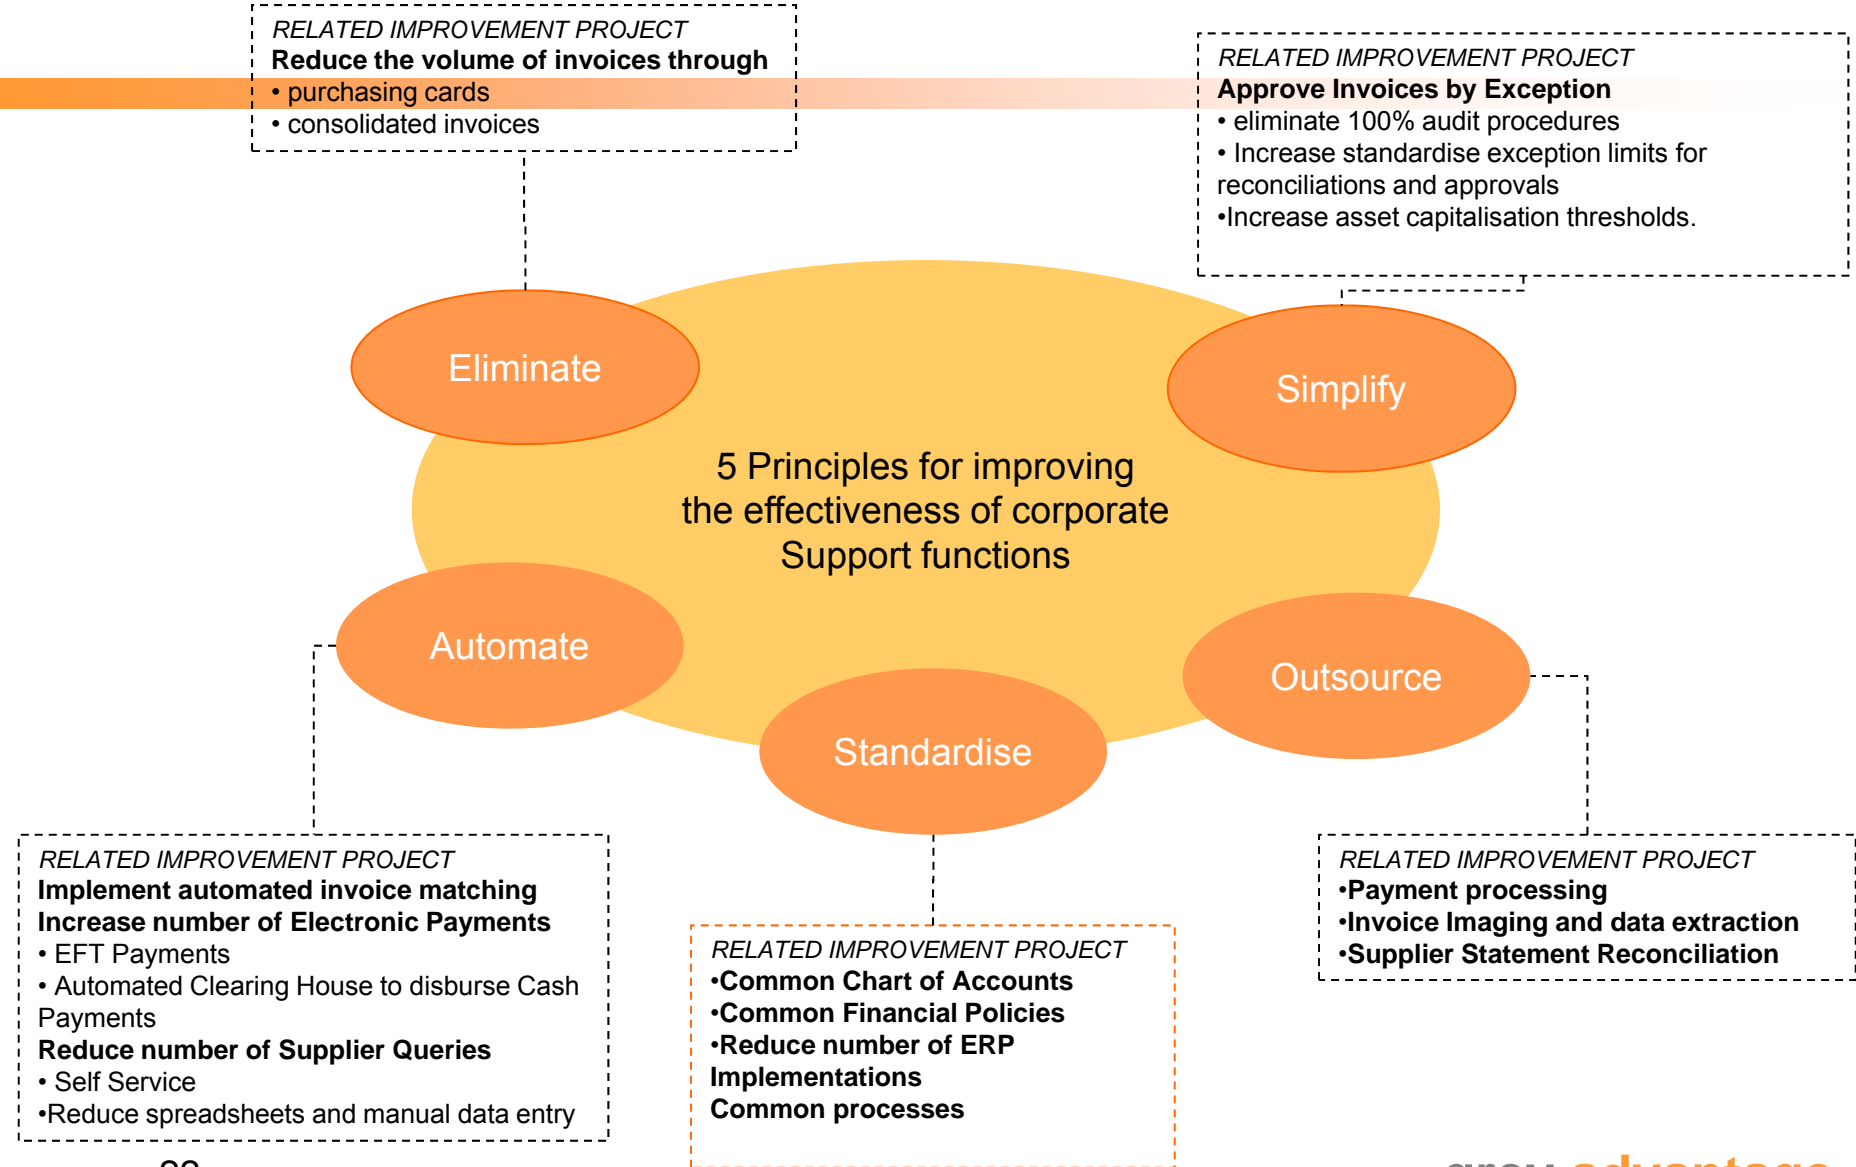 RELATED IMPROVEMENT PROJECT
Reduce the volume of invoices through
• purchasing cards
• consolidated invoices
RELATED IMPROVEMENT PROJECT
Approve Invoices by Exception
• eliminate 100% audit procedures
• Increase standardise exception limits for
reconciliations and approvals
•Increase asset capitalisation thresholds.
Eliminate
Simplify
5 Principles for improving
the effectiveness of corporate
Support functions
Automate
Outsource
Standardise
RELATED IMPROVEMENT PROJECT
Implement automated invoice matching
Increase number of Electronic Payments
• EFT Payments
• Automated Clearing House to disburse Cash
Payments
Reduce number of Supplier Queries
• Self Service
•Reduce spreadsheets and manual data entry
RELATED IMPROVEMENT PROJECT
•Common Chart of Accounts
•Common Financial Policies
•Reduce number of ERP
Implementations
Common processes
RELATED IMPROVEMENT PROJECT
•Payment processing
•Invoice Imaging and data extraction
•Supplier Statement Reconciliation
advantage